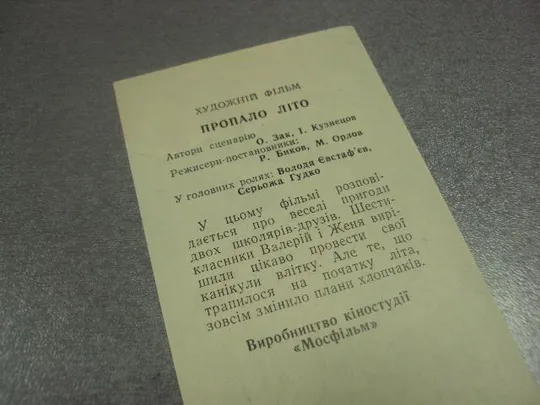 ХУДОЖНІЙ ФІЛЬМ
ПРОПАЛО ЛІТО
Автори сценарію
О. Зак, І. Кузнецов
Режисери-постановники:
Р. Биков, М. Орлов
У головних ролях: Володя Євстаф'єв,
Серьожа Гудко
У цьому фільмі розпові-
дається про веселі пригоди
двох школярів-друзів. Шести-
класники Валерій і Женя вирі-
шили цікаво провести свої
канікули влітку. Але те, що
трапилося на початку літа,
зовсім змінило плани хлопчаків.
Виробництво кіностудії
«Мосфільм»